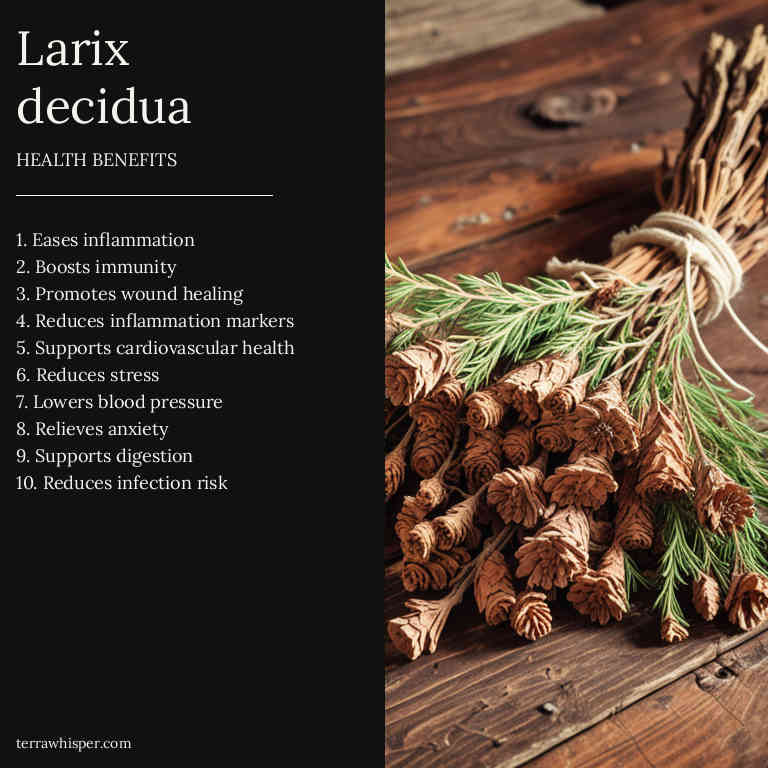 Larix
decidua
HEALTH BENEFITS
1. Eases inflammation
2. Boosts immunity
3. Promotes wound healing
4. Reduces inflammation markers
5. Supports cardiovascular health
6. Reduces stress
7. Lowers blood pressure
8. Relieves anxiety
9. Supports digestion
10. Reduces infection risk
terrawhisper.com